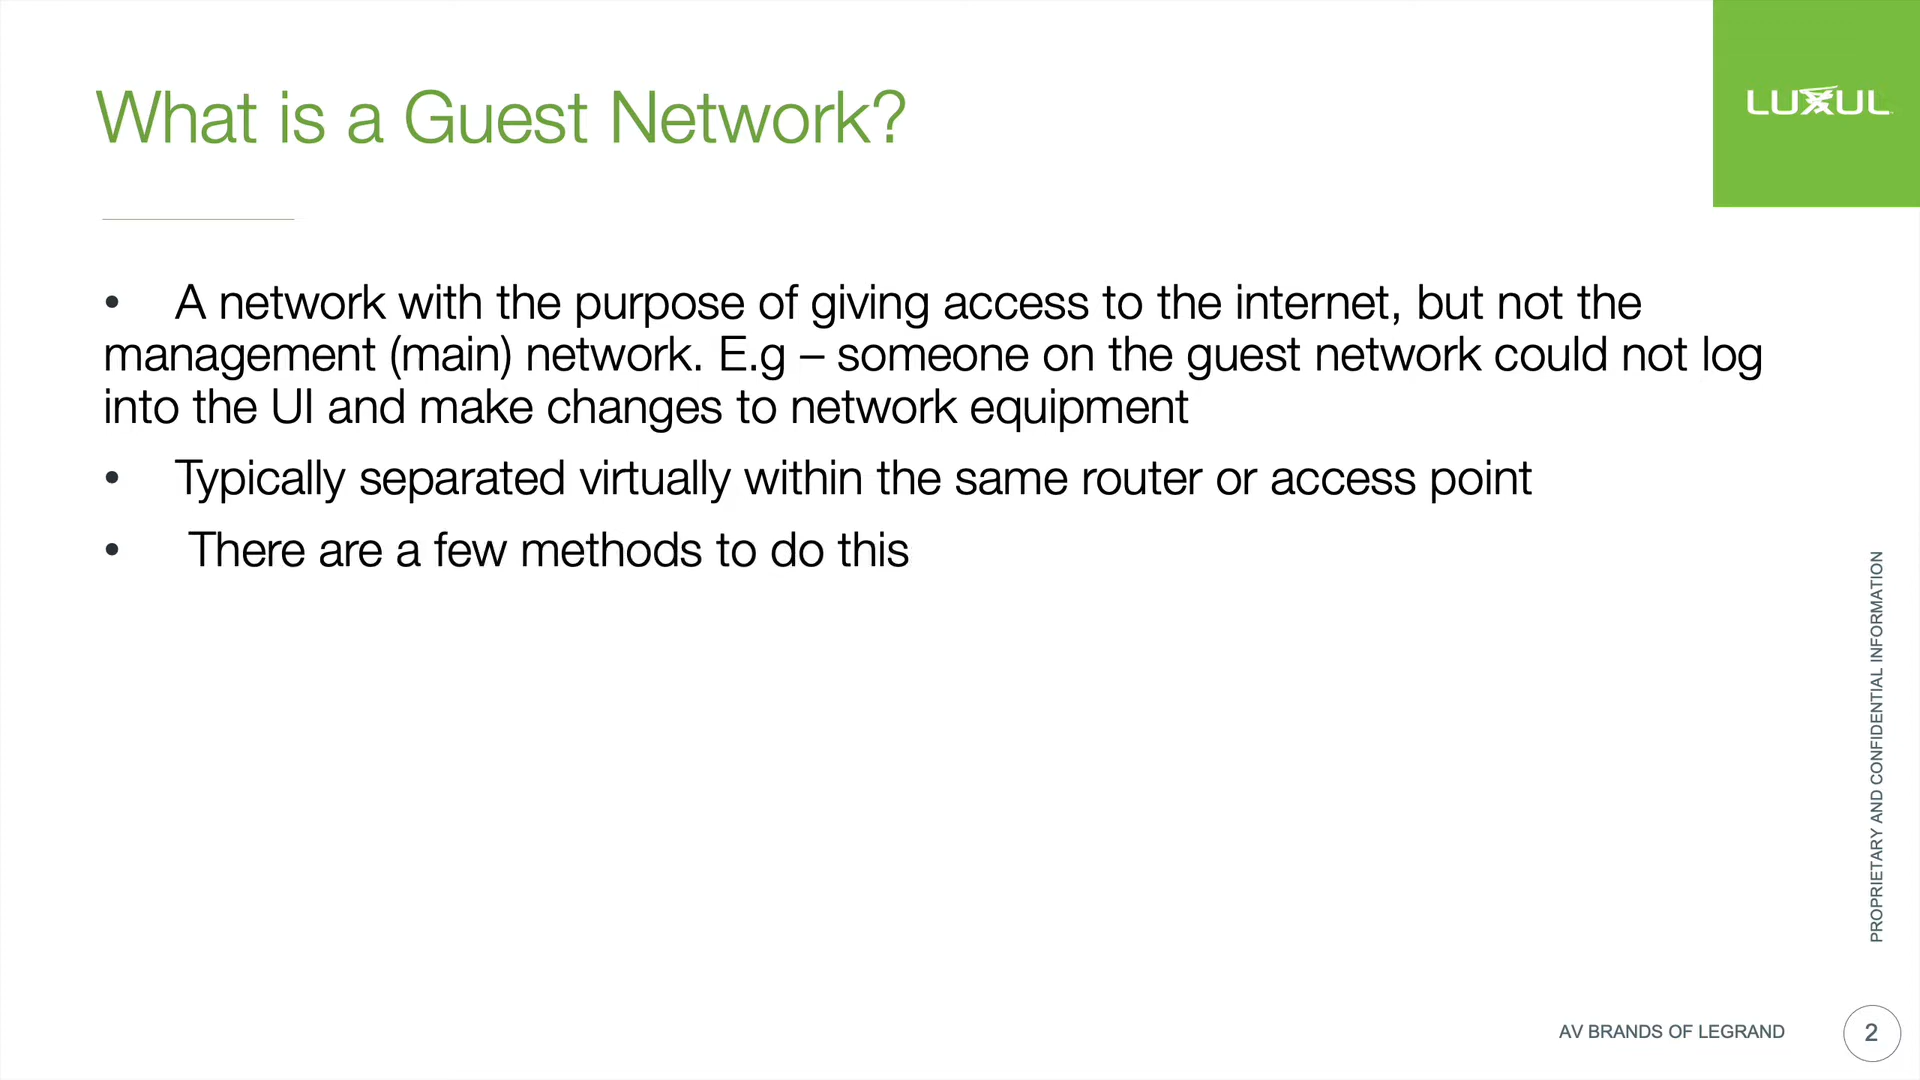 What is a Guest Network?
LUXUL
• A network with the purpose of giving access to the internet, but not the
management (main) network. E.g – someone on the guest network could not log
into the UI and make changes to network equipment
• Typically separated virtually within the same router or access point
• There are a few methods to do this
PROPRIETARY AND CONFIDENTIAL INFORMATION
AV BRANDS OF LEGRAND
2